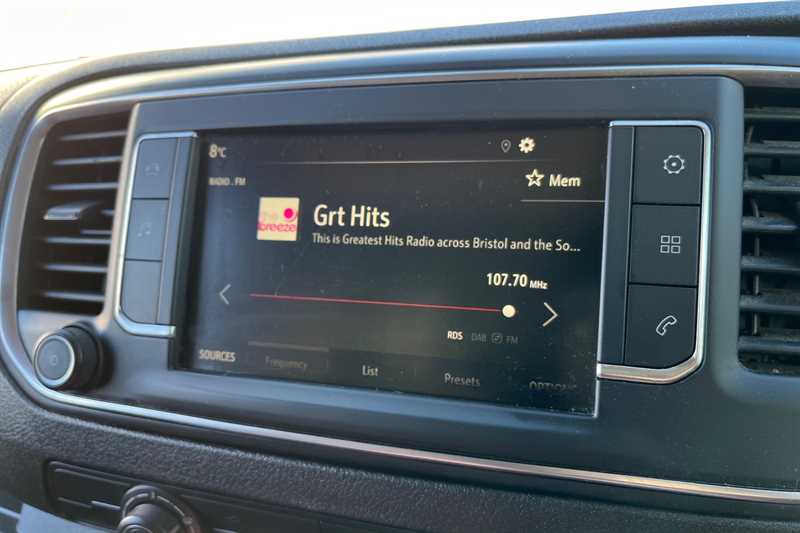 8°C
RADIO . FM
Mem
the
breeze
Grt Hits
This is Greatest Hits Radio across Bristol and the So...
107.70 MHz
RDS DAB FM
SOURCES
Frequency
List
Presets
OPTIONS